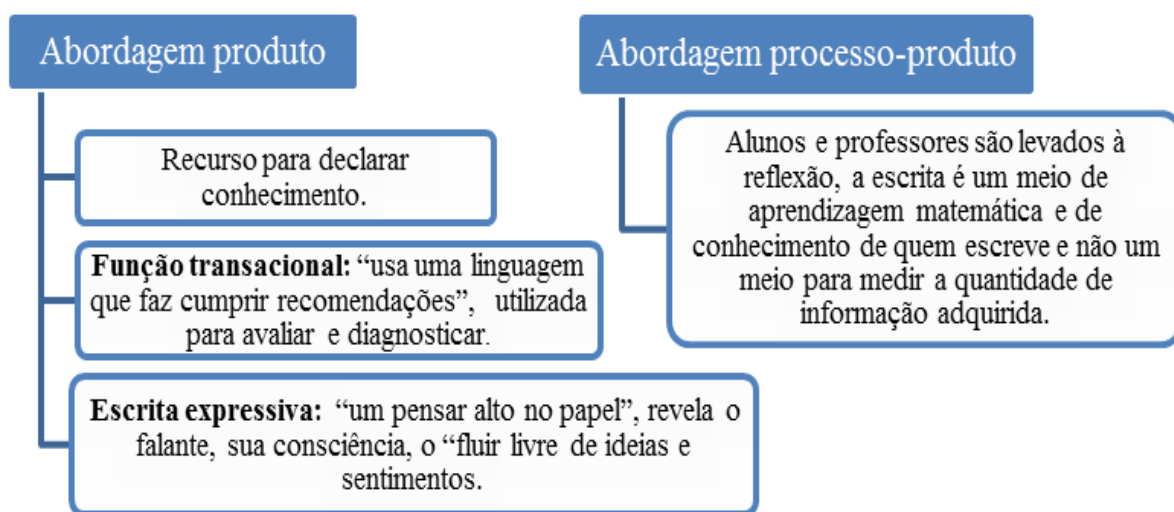 Abordagem produto
Recurso para declarar
conhecimento.
Função transacional: “usa uma linguagem
que faz cumprir recomendações”, utilizada
para avaliar e diagnosticar.
Escrita expressiva: “um pensar alto no papel”, revela o
falante, sua consciência, o “fluir livre de ideias e
sentimentos.
Abordagem processo-produto
Alunos e professores são levados à
reflexão, a escrita é um meio de
aprendizagem matemática e de
conhecimento de quem escreve e não um
meio para medir a quantidade de
informação adquirida.